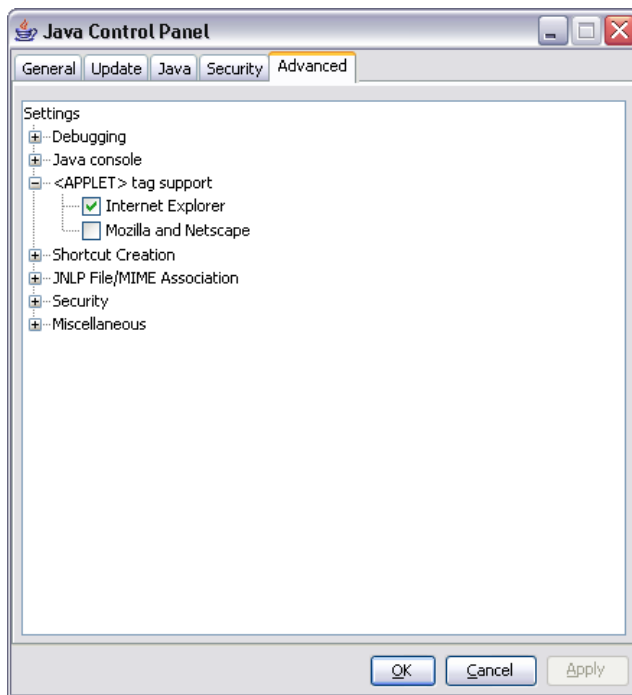 Java Control Panel
General Update Java Security Advanced
Settings
Debugging
Java console
<APPLET> tag support
Internet Explorer
Mozilla and Netscape
Shortcut Creation
JNLP File/MIME Association
Security
Miscellaneous
OK Cancel Apply